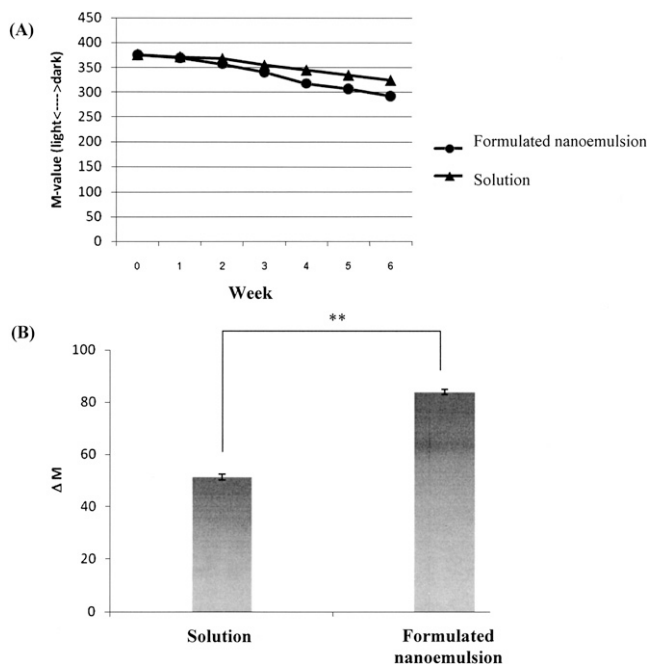 (A)
450
400
350
300
250
200
150
100
50
0
M-value (light<---->dark)
0 1 2 3 4 5 6
Week
Formulated nanoemulsion
Solution
(B)
**
100
80
60
40
20
0
Δ M
Solution
Formulated
nanoemulsion